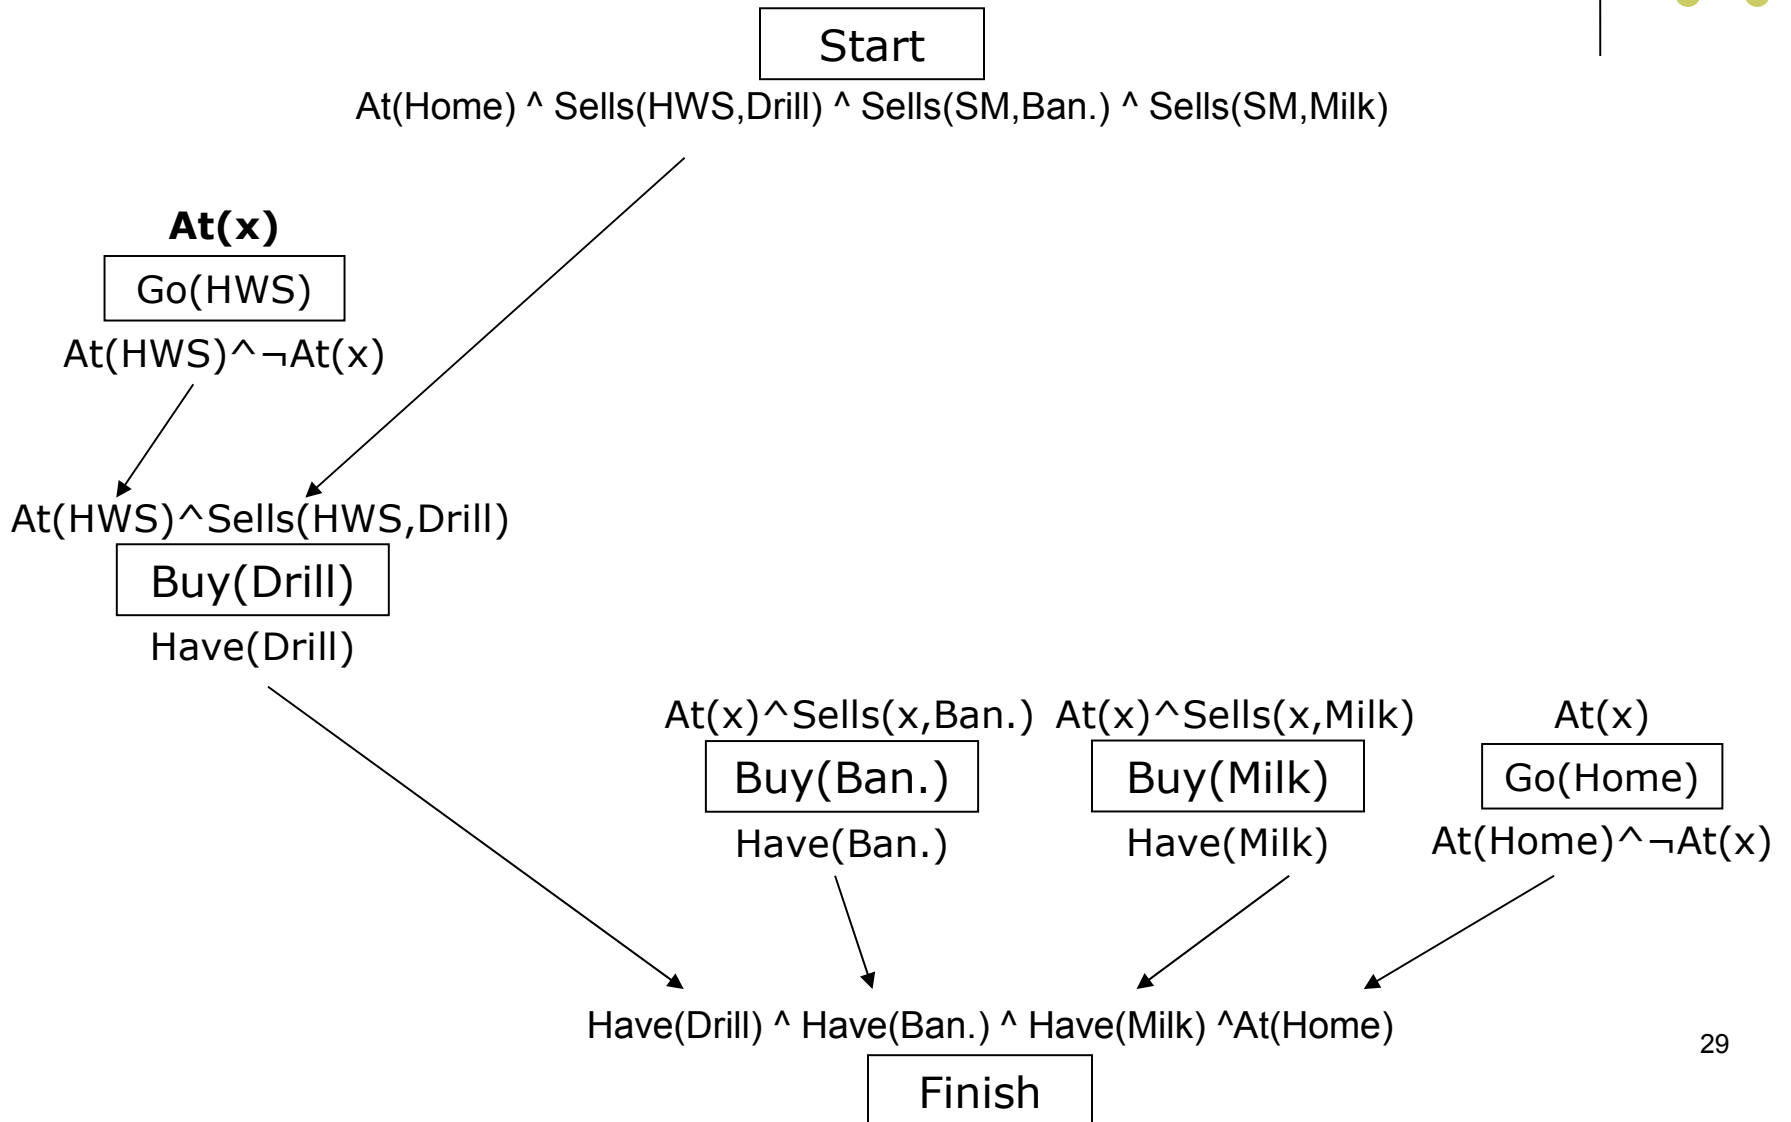 Start
At(Home) ^ Sells(HWS,Drill) ^ Sells(SM,Ban.) ^ Sells(SM,Milk)
At(x)
Go(HWS)
At(HWS)^¬At(x)
At(HWS)^Sells(HWS,Drill)
Buy(Drill)
Have(Drill)
At(x)^Sells(x,Ban.) At(x)^Sells(x,Milk) At(x)
Buy(Ban.) Buy(Milk) Go(Home)
Have(Ban.) Have(Milk) At(Home)^¬At(x)
Have(Drill) ^ Have(Ban.) ^ Have(Milk) ^At(Home)
29
Finish